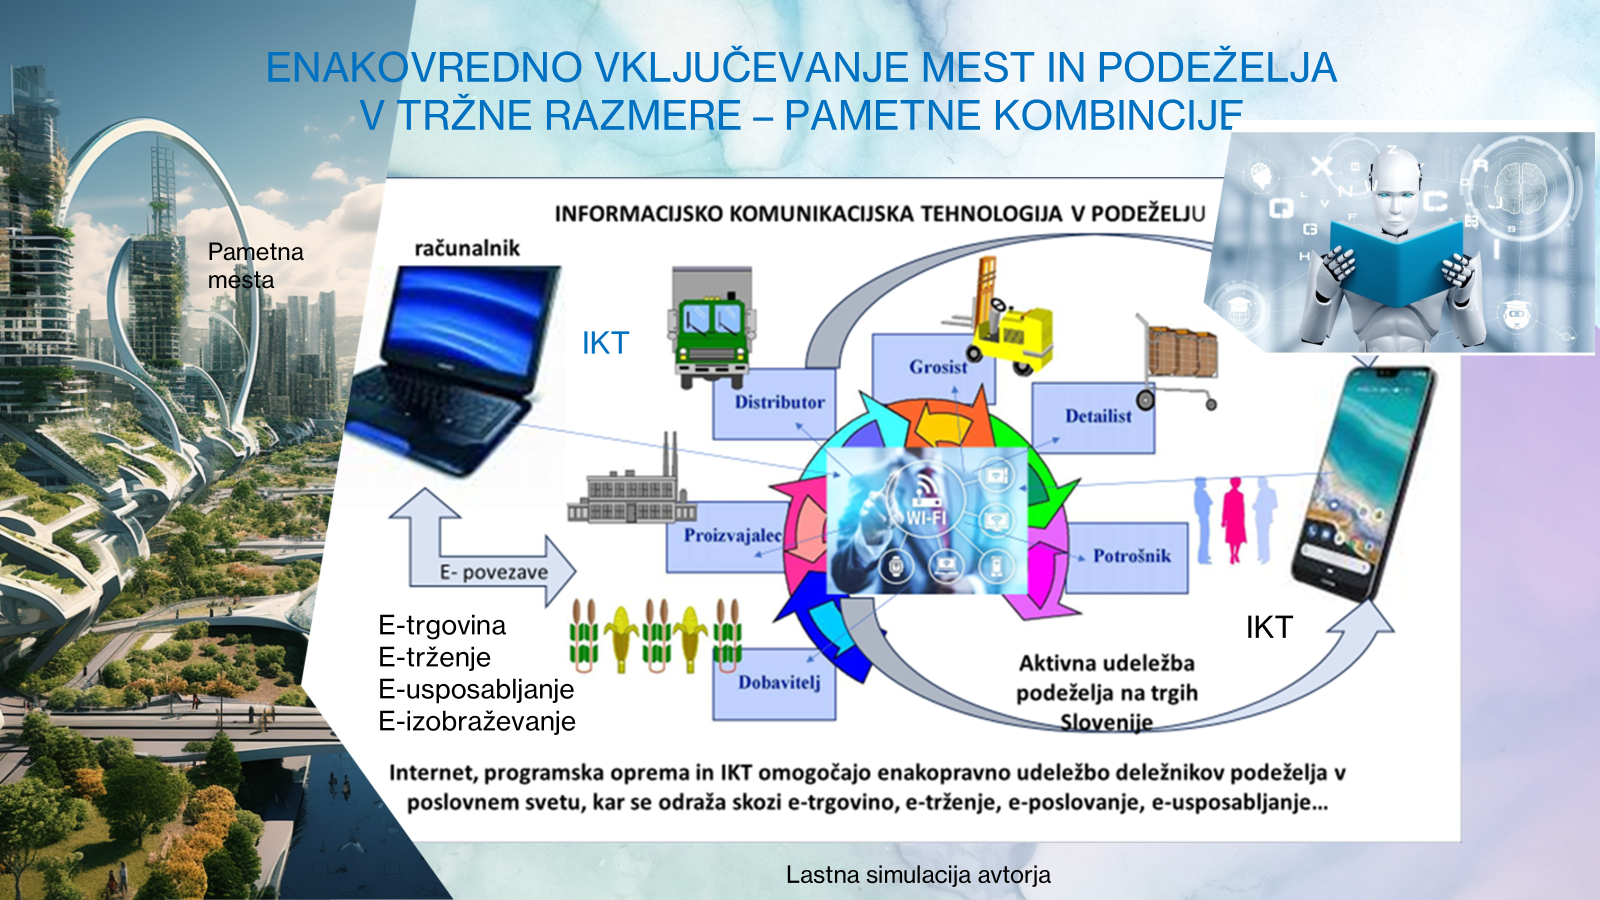 ENAKOVREDNO VKLJUČEVANJE MEST IN PODEŽELJA
V TRŽNE RAZMERE – PAMETNE KOMBINCIJE
INFORMACIJSKO KOMUNIKACIJSKA TEHNOLOGIJA V PODEŽELJU
Pametna
mesta
računalnik
IKT
Grosist
Distributor
Detailist
WI-FI
Proizvajalec
Potrošnik
E- povezave
E-trgovina
E-trženje
E-usposabljanje
E-izobraževanje
Dobavitelj
IKT
Aktivna udeležba
podeželja na trgih
Slovenije
Internet, programska oprema in IKT omogočajo enakopravno udeležbo deležnikov podeželja v
poslovnem svetu, kar se odraža skozi e-trgovino, e-trženje, e-poslovanje, e-usposabljanje...
Lastna simulacija avtorja